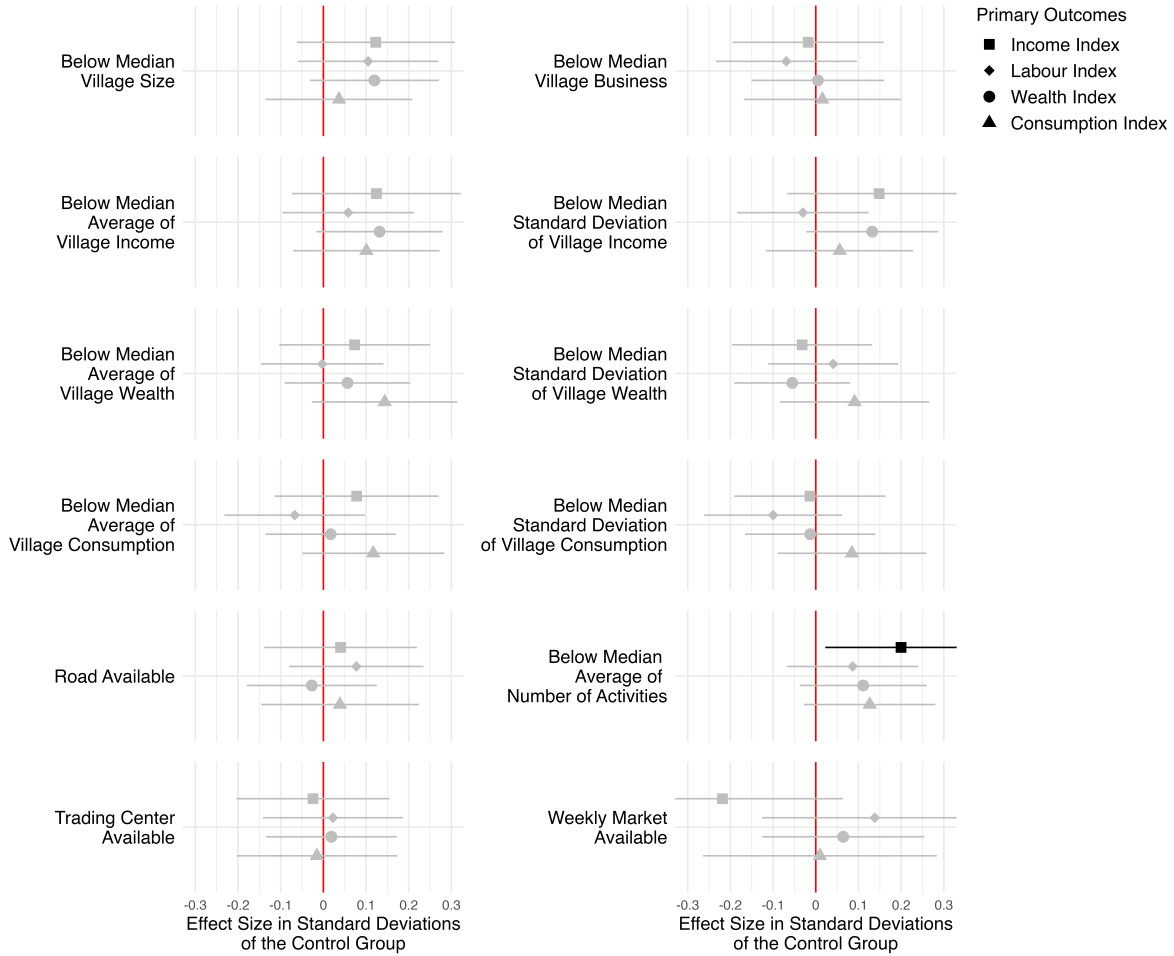 Primary Outcomes
Income Index
Labour Index
Wealth Index
Consumption Index
Below Median
Village Size
Below Median
Village Business
Below Median
Average of
Village Income
Below Median
Standard Deviation
of Village Income
Below Median
Average of
Village Wealth
Below Median
Standard Deviation
of Village Wealth
Below Median
Average of
Village Consumption
Below Median
Standard Deviation
of Village Consumption
Road Available
Below Median
Average of
Number of Activities
Trading Center
Available
Weekly Market
Available
-0.3 -0.2 -0.1 0 0.1 0.2 0.3
Effect Size in Standard Deviations
of the Control Group
-0.3 -0.2 -0.1 0 0.1 0.2 0.3
Effect Size in Standard Deviations
of the Control Group